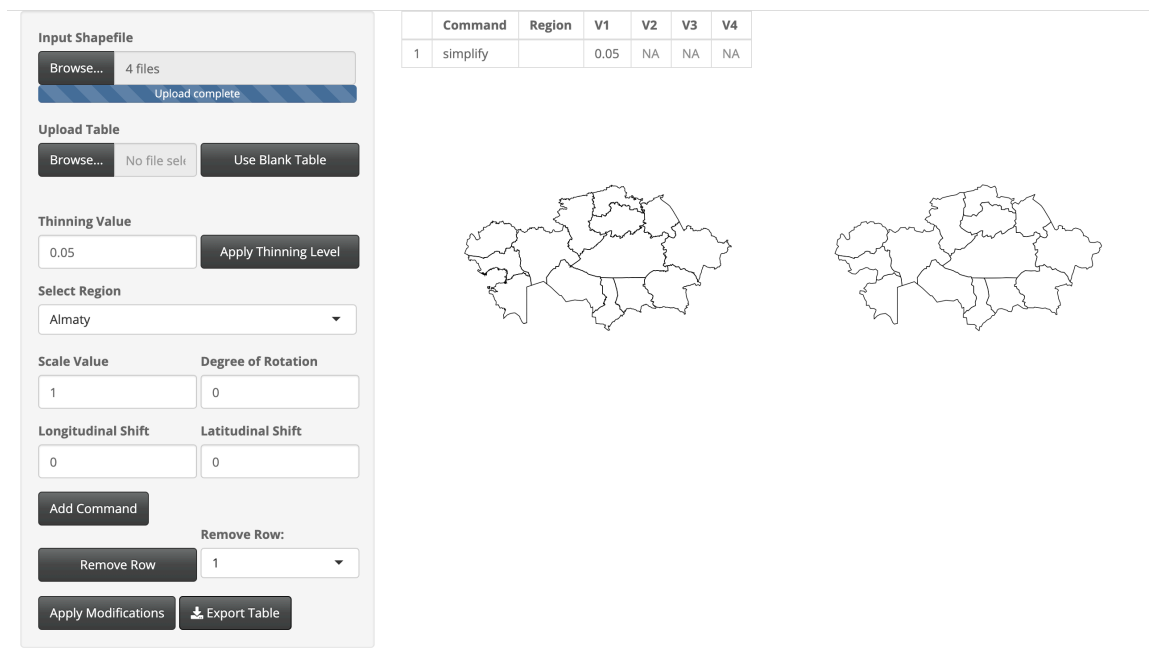 Input Shapefile
Browse... 4 files
Upload complete
Upload Table
Browse... No file sele Use Blank Table
Thinning Value
0.05 Apply Thinning Level
Select Region
Almaty
Scale Value Degree of Rotation
1 0
Longitudinal Shift Latitudinal Shift
0 0
Add Command
Remove Row:
Remove Row 1
Apply Modifications Export Table
Command Region V1 V2 V3 V4
1 simplify 0.05 NA NA NA